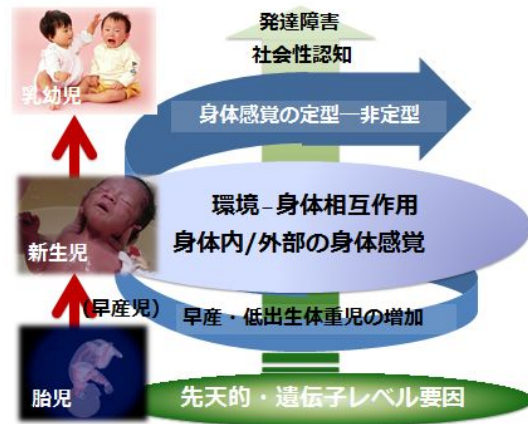 発達障害
社会性認知
乳幼児
身体感覚の定型―非定型
環境–身体相互作用
身体内/外部の身体感覚
新生児
(早産児)
早産・低出生体重児の増加
胎児
先天的・遺伝子レベル要因